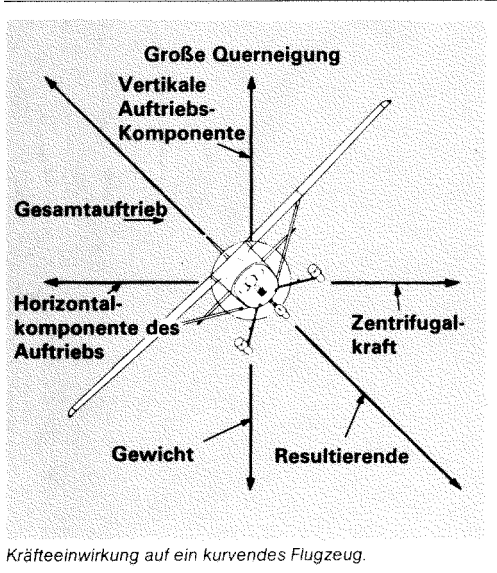 Große Querneigung
Vertikale
Auftriebs-
Komponente
Gesamtauftrieb
Horizontal-
komponente des
Auftriebs
Zentrifugal-
kraft
Gewicht
Resultierende
Kräfteeinwirkung auf ein kurvendes Flugzeug.